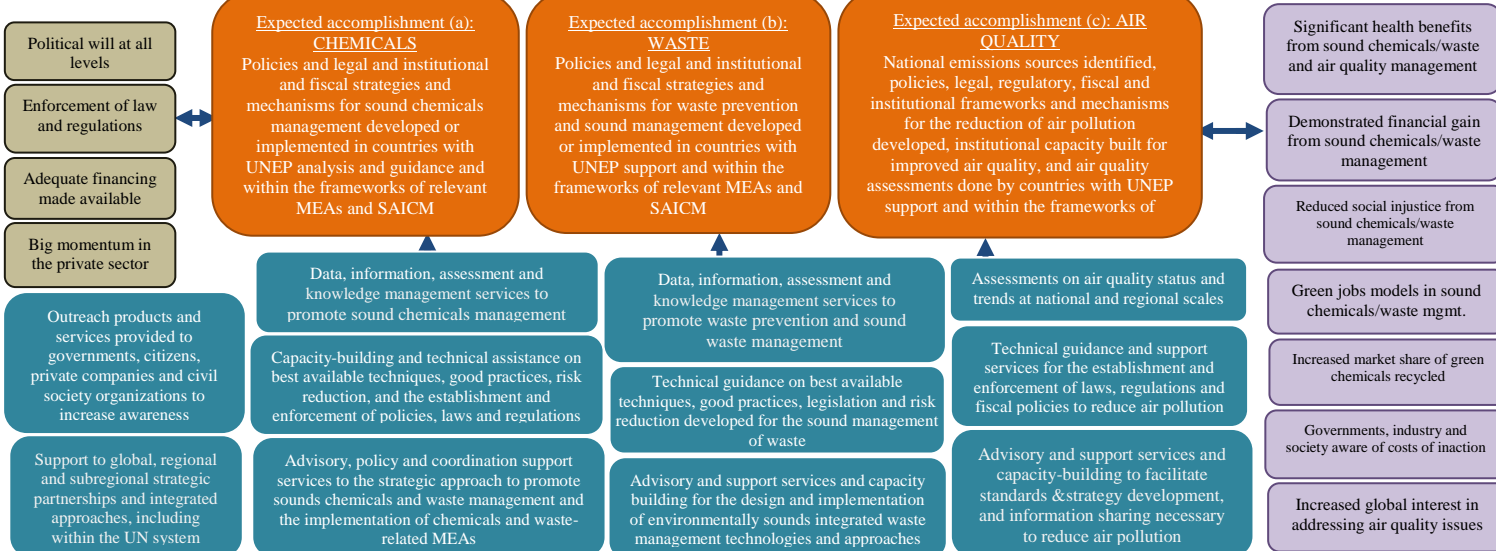 Political will at all
levels
Enforcement of law
and regulations
Adequate financing
made available
Big momentum in
the private sector
Outreach products and
services provided to
governments, citizens,
private companies and civil
society organizations to
increase awareness
Support to global, regional
and subregional strategic
partnerships and integrated
approaches, including
within the UN system
Expected accomplishment (a):
CHEMICALS
Policies and legal and institutional
and fiscal strategies and
mechanisms for sound chemicals
management developed or
implemented in countries with
UNEP analysis and guidance and
within the frameworks of relevant
MEAs and SAICM
Data, information, assessment and
knowledge management services to
promote sound chemicals management
Capacity-building and technical assistance on
best available techniques, good practices, risk
reduction, and the establishment and
enforcement of policies, laws and regulations
Advisory, policy and coordination support
services to the strategic approach to promote
sounds chemicals and waste management and
the implementation of chemicals and waste-
related MEAs
Expected accomplishment (b):
WASTE
Policies and legal and institutional
and fiscal strategies and
mechanisms for waste prevention
and sound management developed
or implemented in countries with
UNEP support and within the
frameworks of relevant MEAs and
SAICM
Data, information, assessment and
knowledge management services to
promote waste prevention and sound
waste management
Technical guidance on best available
techniques, good practices, legislation and risk
reduction developed for the sound management
of waste
Advisory and support services and capacity
building for the design and implementation
of environmentally sounds integrated waste
management technologies and approaches
Expected accomplishment (c): AIR
QUALITY
National emissions sources identified,
policies, legal, regulatory, fiscal and
institutional frameworks and mechanisms
for the reduction of air pollution
developed, institutional capacity built for
improved air quality, and air quality
assessments done by countries with UNEP
support and within the frameworks of
Assessments on air quality status and
trends at national and regional scales
Technical guidance and support
services for the establishment and
enforcement of laws, regulations and
fiscal policies to reduce air pollution
Advisory and support services and
capacity-building to facilitate
standards &strategy development,
and information sharing necessary
to reduce air pollution
Significant health benefits
from sound chemicals/waste
and air quality management
Demonstrated financial gain
from sound chemicals/waste
management
Reduced social injustice from
sound chemicals/waste
management
Green jobs models in sound
chemicals/waste mgmt.
Increased market share of green
chemicals recycled
Governments, industry and
society aware of costs of inaction
Increased global interest in
addressing air quality issues